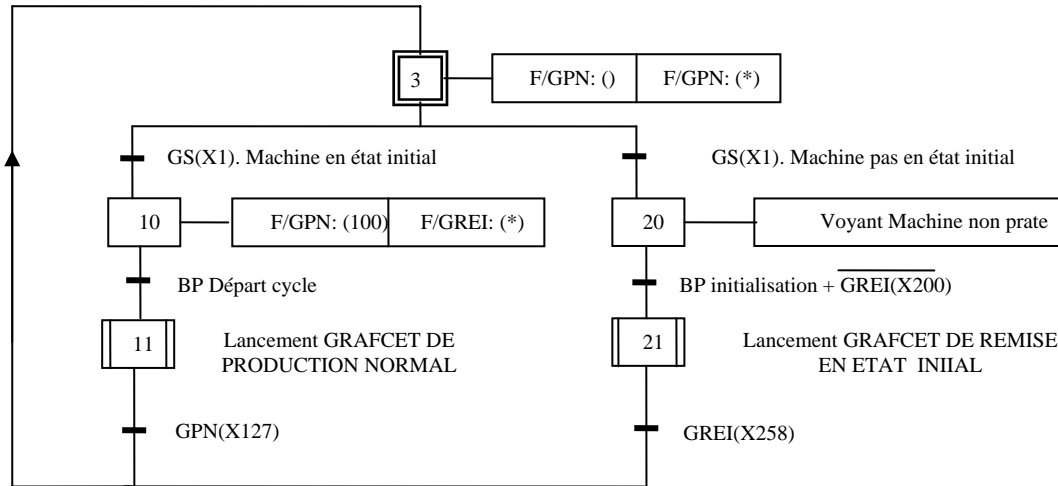 3
F/GPN: () F/GPN: (*)
GS(X1). Machine en état initial
GS(X1). Machine pas en état initial
10
F/GPN: (100) F/GREI: (*)
20
Voyant Machine non prate
BP Départ cycle
BP initialisation + GREI(X200)
11
Lancement GRAFCET DE
PRODUCTION NORMAL
21
Lancement GRAFCET DE REMISE
EN ETAT INIIAL
GPN(X127)
GREI(X258)